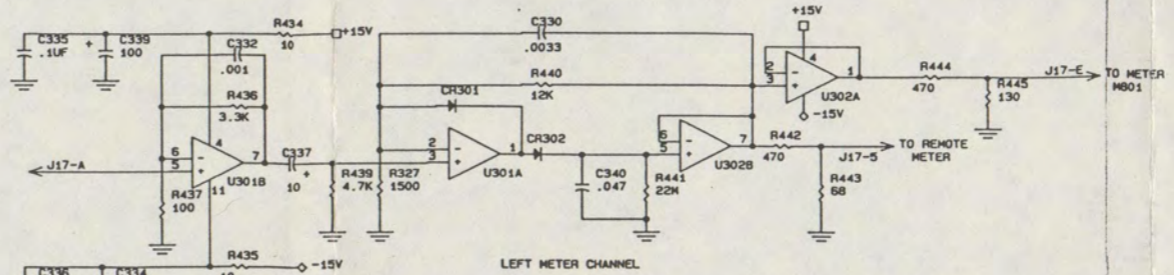 C335
.1UF
+
C339
100
R434
10
+15V
C332
.001
R436
3.3K
4
6
-
5
+
7
U301B
11
J17-A
R437
100
C337
+
10
R439
4.7K
R327
1500
C330
.0033
R440
12K
CR301
2
-
3
+
1
U301A
CR302
C340
.047
R441
22M
6
-
5
+
7
U302B
+15V
4
2
-
3
+
1
U302A
-15V
R442
470
J17-5
TO REMOTE
METER
R443
68
R444
470
J17-E
TO METER
M801
R445
130
C336
C334
R435
-15V
LEFT METER CHANNEL